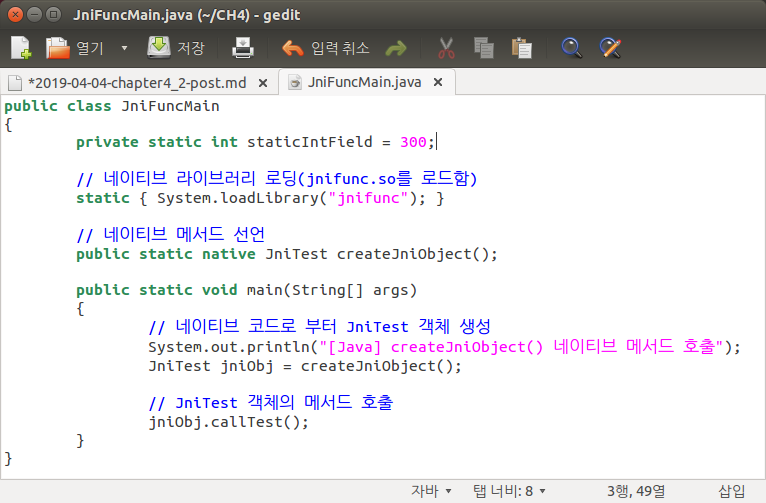 JniFuncMain.java (~/CH4) - gedit
열기 저장 입력 취소
*2019-04-04-chapter4_2-post.md JniFuncMain.java
public class JniFuncMain
{
private static int staticIntField = 300;
// 네이티브 라이브러리 로딩(jnifunc.so를 로드함)
static { System.loadLibrary("jnifunc"); }
// 네이티브 메서드 선언
public static native JniTest createJniObject();
public static void main(String[] args)
{
// 네이티브 코드로 부터 JniTest 객체 생성
System.out.println("[Java] createJniObject() 네이티브 메서드 호출");
JniTest jniObj = createJniObject();
// JniTest 객체의 메서드 호출
jniObj.callTest();
}
}
자바 탭 너비: 8 3행, 49열 삽입